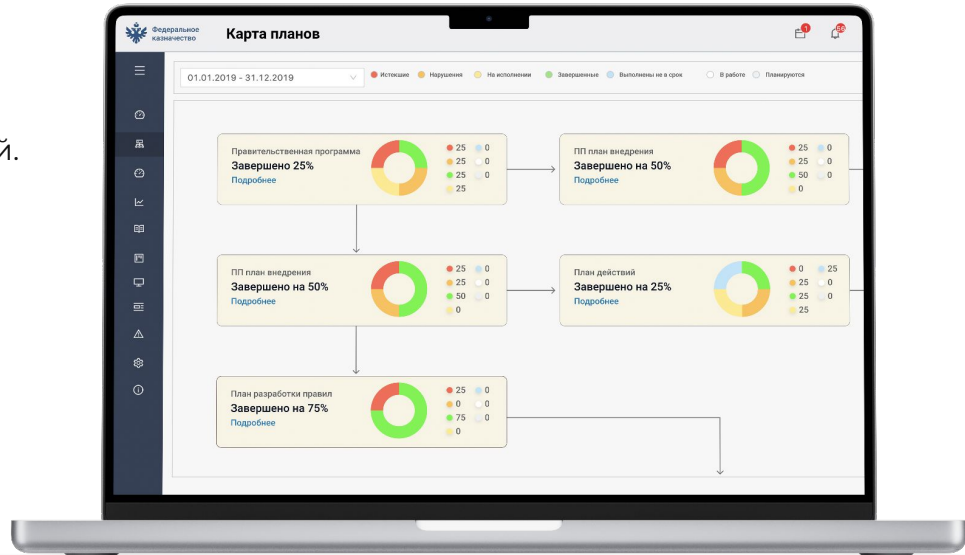 й.
Федеральное
казначество
Карта планов
1
99
01.01.2019 - 31.12.2019
Истекшие
Нарушения
На исполнении
Завершенные
Выполнены не в срок
В работе
Планируются
Правительственная программа
Завершено 25%
Подробнее
25 0
25 0
25 0
25
ПП план внедрения
Завершено на 50%
Подробнее
25 0
25 0
50 0
0
ПП план внедрения
Завершено на 50%
Подробнее
25 0
25 0
50 0
0
План действий
Завершено на 25%
Подробнее
0 25
25 0
25 0
25
План разработки правил
Завершено на 75%
Подробнее
25 0
0 0
75 0
0